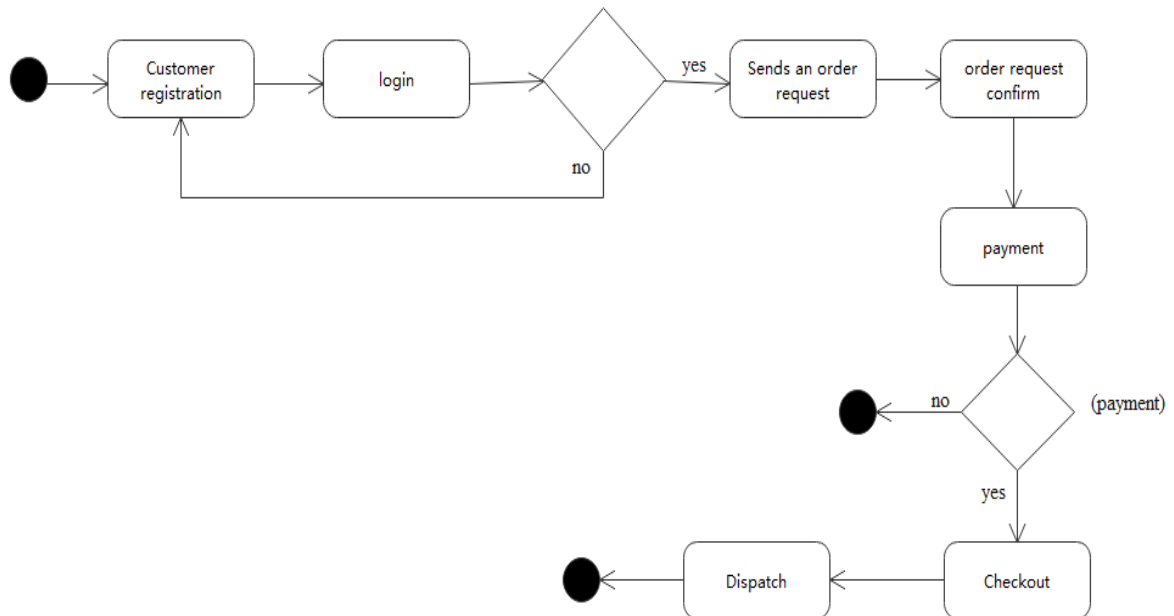 Customer
registration
login
yes
Sends an order
request
order request
confirm
no
payment
no
(payment)
yes
Dispatch
Checkout